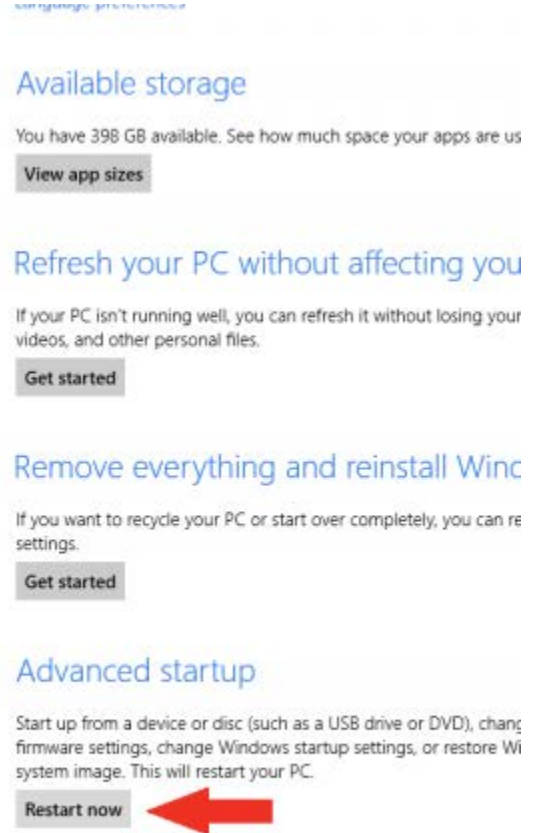 Language preferences
Available storage
You have 398 GB available. See how much space your apps are us
View app sizes
Refresh your PC without affecting you
If your PC isn't running well, you can refresh it without losing your
videos, and other personal files.
Get started
Remove everything and reinstall Winc
If you want to recycle your PC or start over completely, you can re
settings.
Get started
Advanced startup
Start up from a device or disc (such as a USB drive or DVD), chang
firmware settings, change Windows startup settings, or restore Wi
system image. This will restart your PC.
Restart now